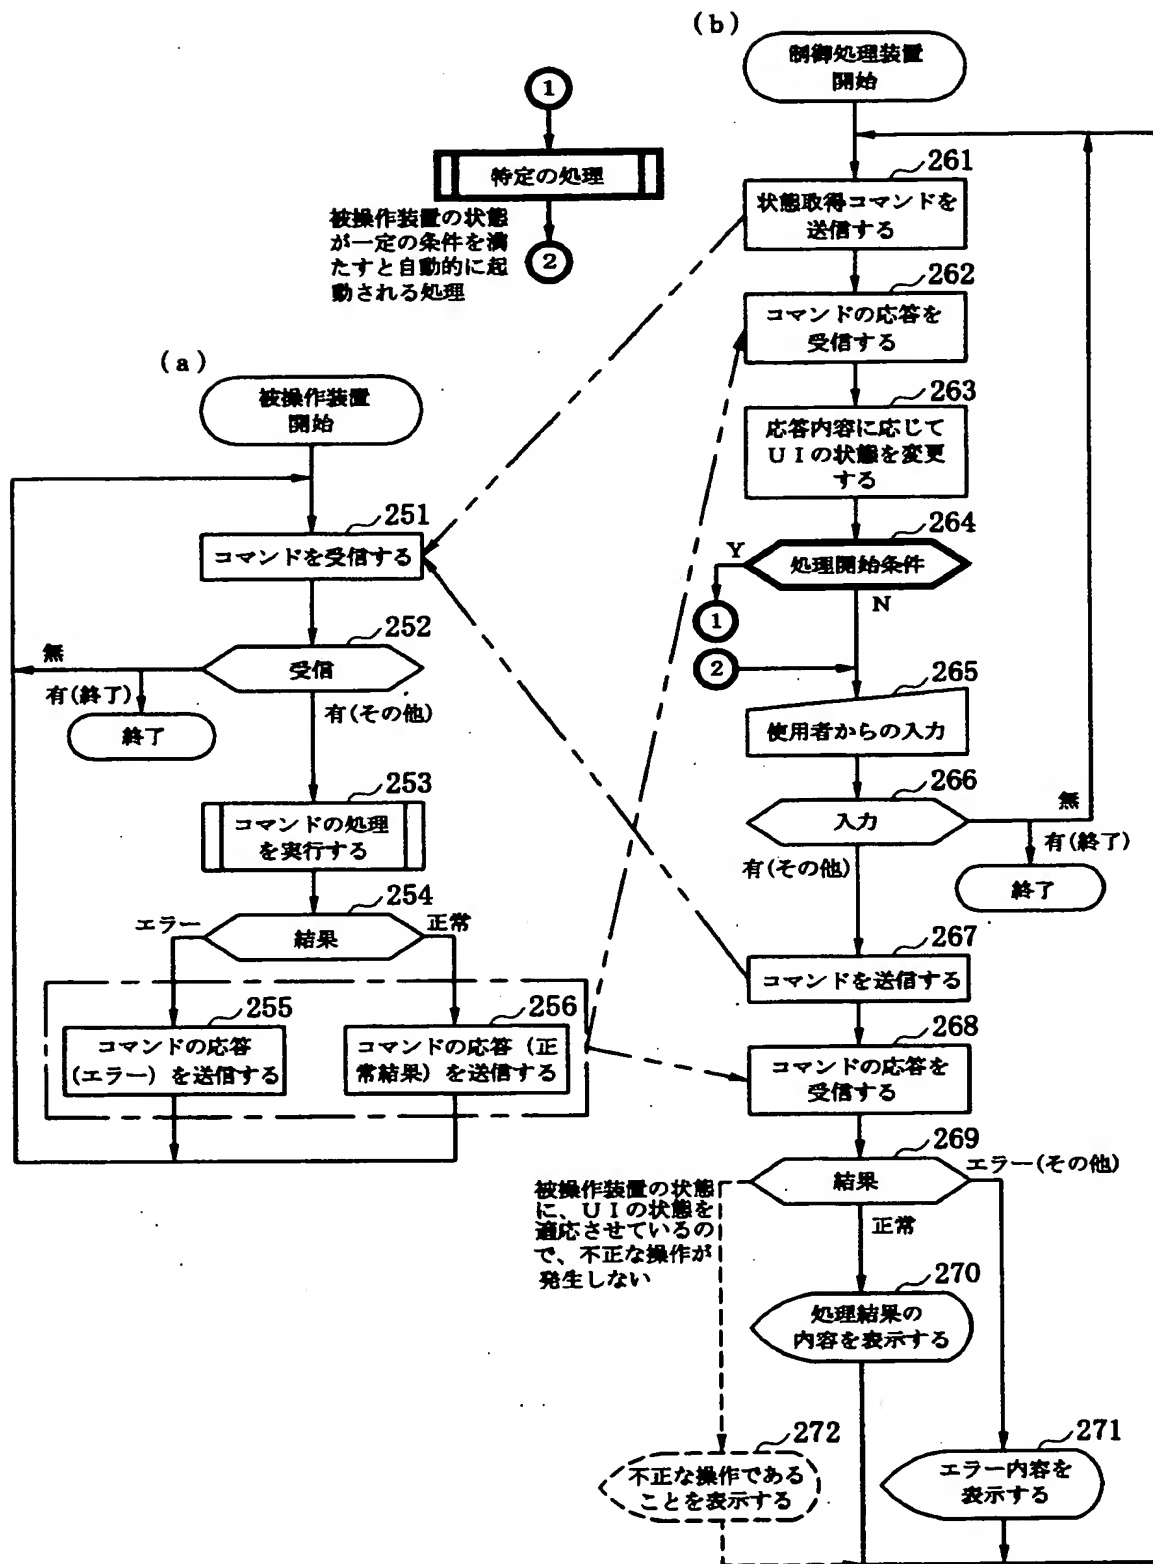 (b)
制御処理装置
開始
1
特定の処理
被操作装置の状態
が一定の条件を満
たすと自動的に起
動される処理
2
261
状態取得コマンドを
送信する
262
コマンドの応答を
受信する
263
応答内容に応じて
UIの状態を変更
する
264
処理開始条件
Y
N
1
2
265
使用者からの入力
266
入力
無
有(終了)
終了
有(その他)
267
コマンドを送信する
268
コマンドの応答を
受信する
269
結果
エラー(その他)
正常
被操作装置の状態
に、UIの状態を
適応させているの
で、不正な操作が
発生しない
270
処理結果の
内容を表示する
271
エラー内容を
表示する
272
不正な操作である
ことを表示する
(a)
被操作装置
開始
251
コマンドを受信する
252
受信
無
有(終了)
終了
有(その他)
253
コマンドの処理
を実行する
254
結果
エラー
正常
255
コマンドの応答
(エラー)を送信する
256
コマンドの応答(正
常結果)を送信する